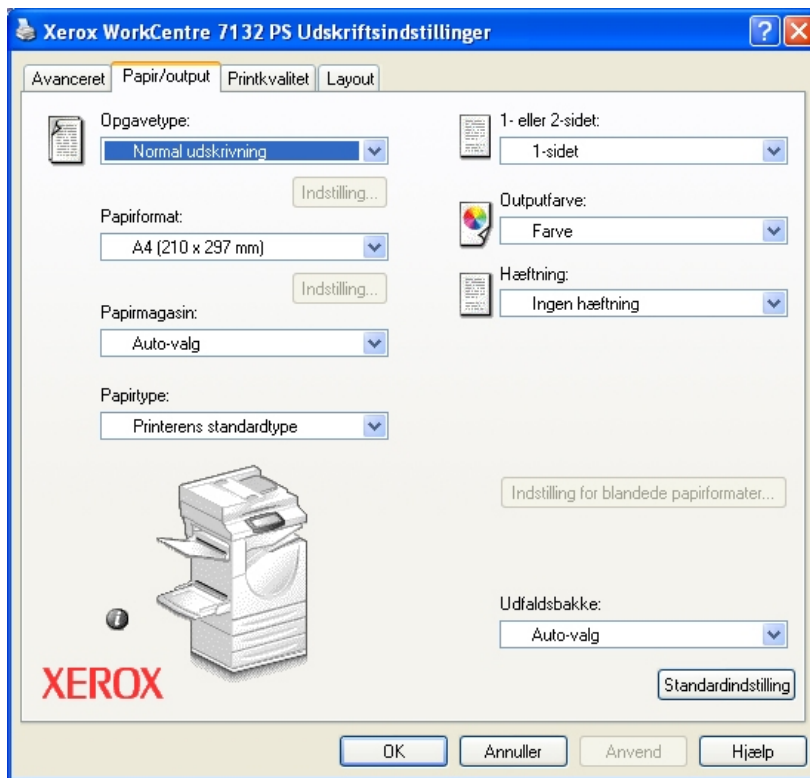 Xerox WorkCentre 7132 PS Udskriftsindstillinger
Avanceret
Papir/output
Printkvalitet
Layout
Opgavetype:
Normal udskrivning
Indstilling...
Papirformat:
A4 (210 x 297 mm)
Indstilling...
Papirmagasin:
Auto-valg
Papirtype:
Printerens standardtype
1- eller 2-sidet:
1-sidet
Outputfarve:
Farve
Hæftning:
Ingen hæftning
Indstilling for blandede papirformater...
Udfaldsbakke:
Auto-valg
XEROX
Standardindstilling
OK
Annuller
Anvend
Hjælp